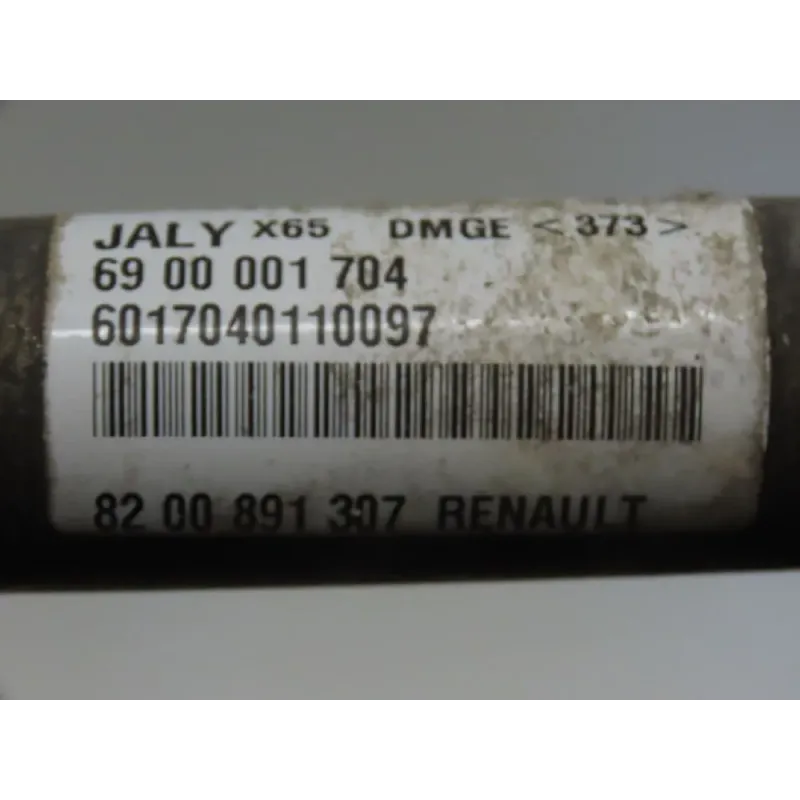 JALY X65 DMGE <373>
69 00 001 704
6017040110097
82 00 891 307 RENAULT